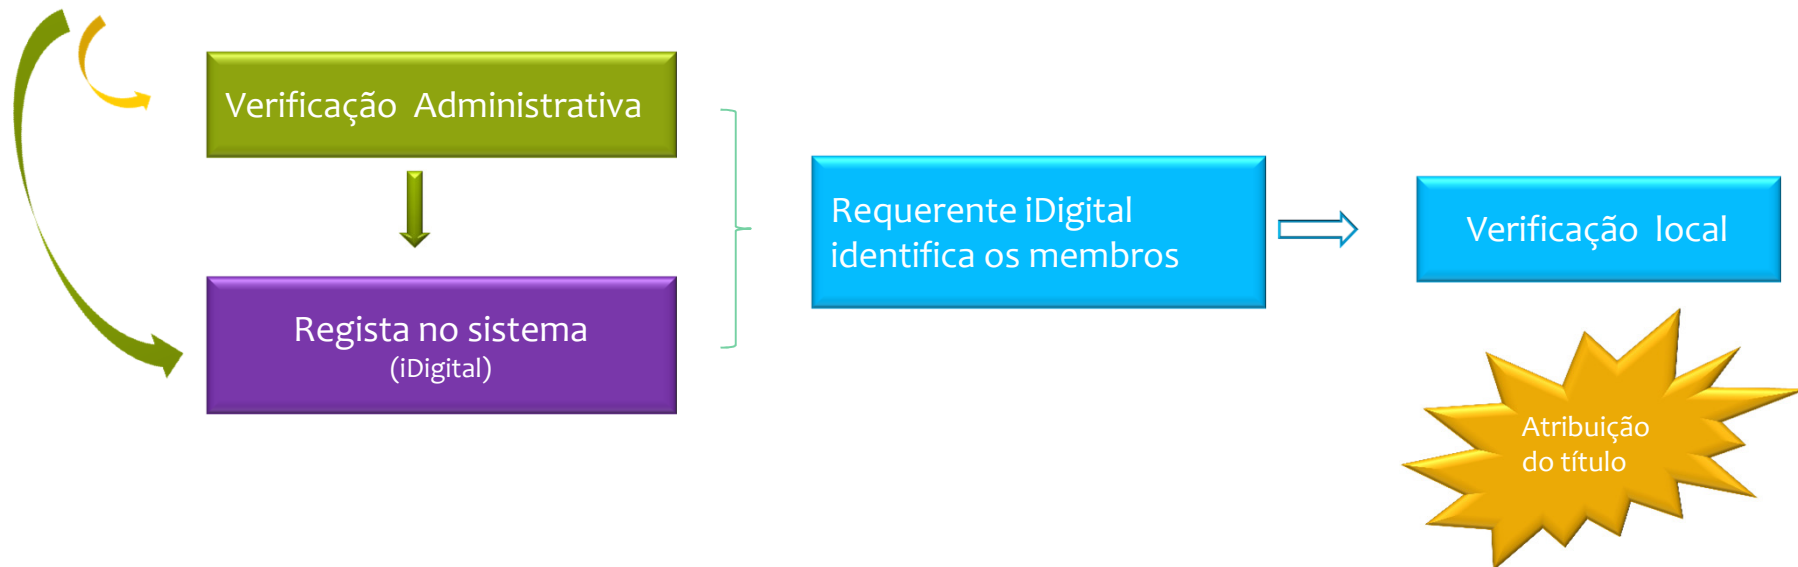 Verificação  Administrativa
Regista no sistema
(iDigital)
Requerente iDigital
identifica os membros
Verificação  local
Atribuição
do título